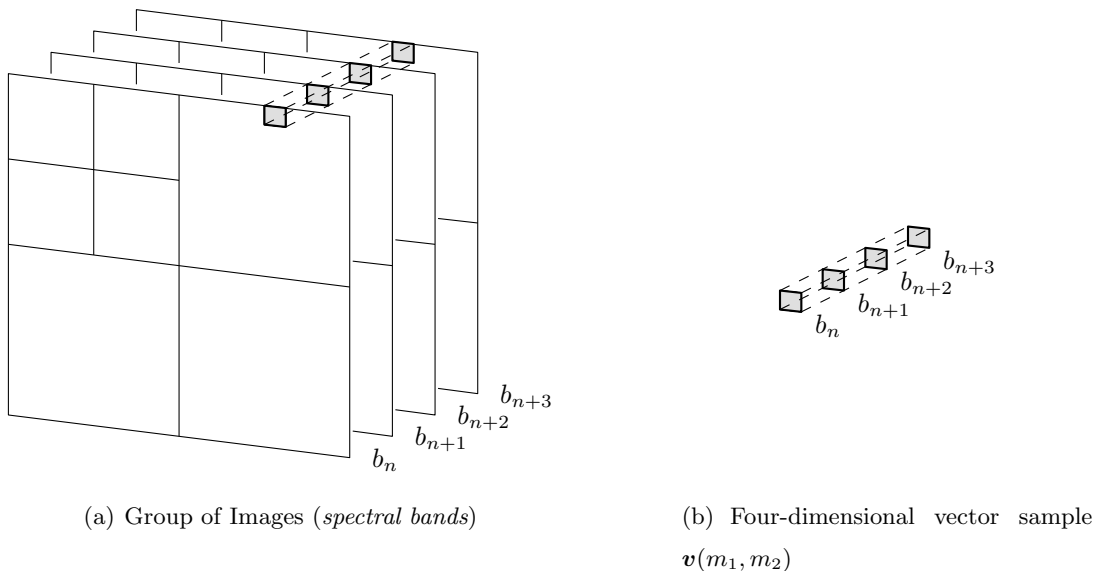 b_{n+3}
b_{n+2}
b_{n+1}
b_n
b_{n+3}
b_{n+2}
b_{n+1}
b_n
(a) Group of Images (spectral bands)
(b) Four-dimensional vector sample
v(m_1, m_2)